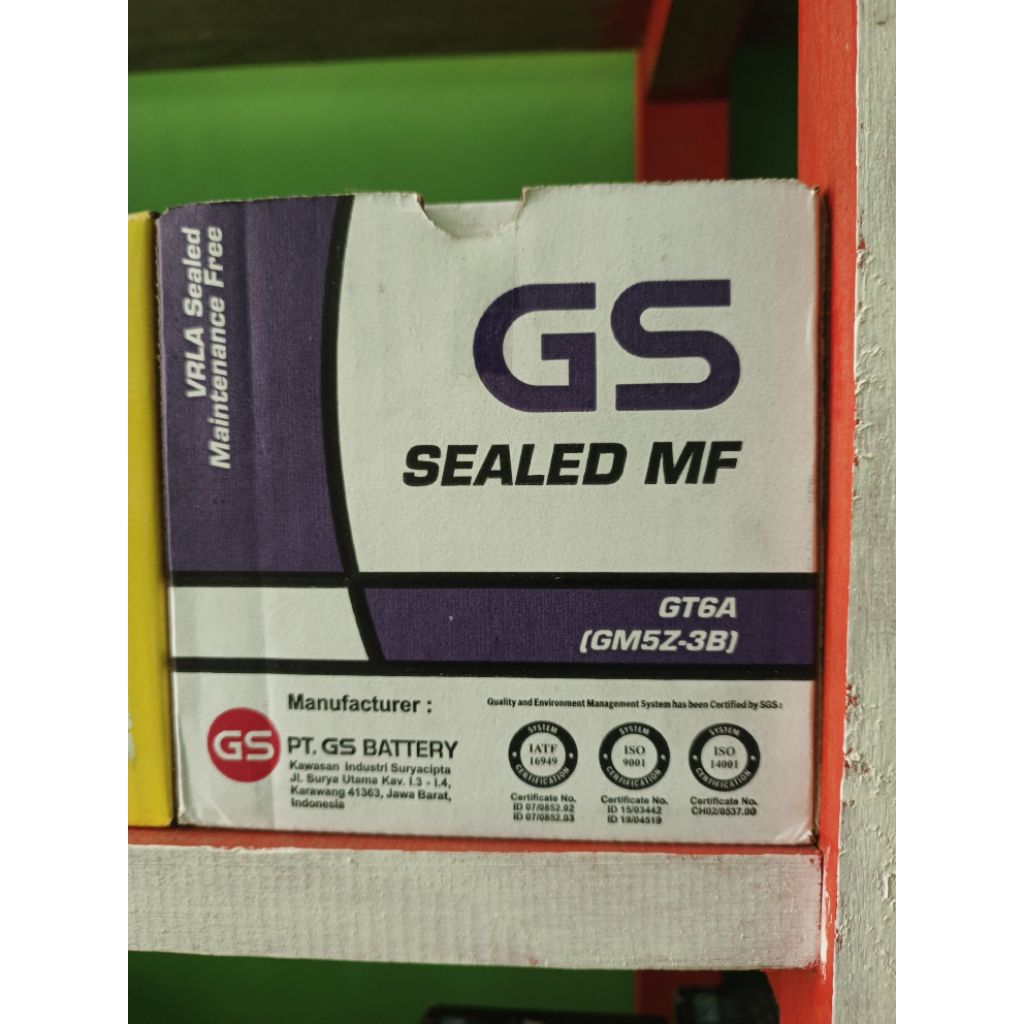 VRLA Sealed
Maintenance Free
GS
SEALED MF
GT6A
(GM5Z-3B)
Manufacturer :
GS
PT. GS BATTERY
Kawasan Industri Suryacipta
Jl. Surya Utama Kav. I.3 - I.4,
Karawang 41363, Jawa Barat,
Indonesia
Quality and Environment Management System has been Certified by SGS :
SYSTEM
IATF
16949
CERTIFICATION
Certificate No.
ID 07/0852.02
ID 07/0852.03
SYSTEM
ISO
9001
CERTIFICATION
Certificate No.
ID 15/03442
ID 19/04519
SYSTEM
ISO
14001
CERTIFICATION
Certificate No.
CH02/0537.00